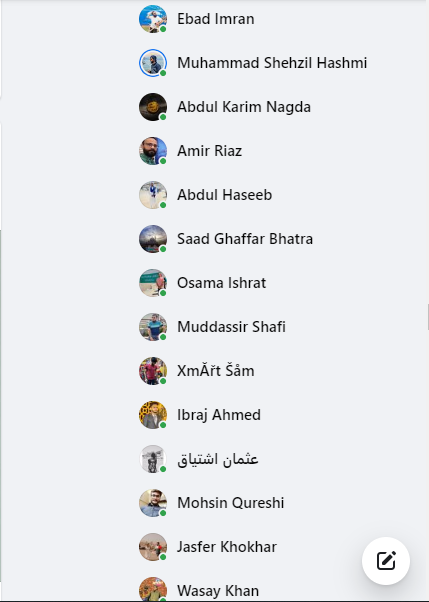 Ebad Imran
Muhammad Shehzil Hashmi
Abdul Karim Nagda
Amir Riaz
Abdul Haseeb
Saad Ghaffar Bhatra
Osama Ishrat
Muddassir Shafi
XmÃřt Šåm
Ibraj Ahmed
عثمان اشتیاق
Mohsin Qureshi
Jasfer Khokhar
Wasay Khan